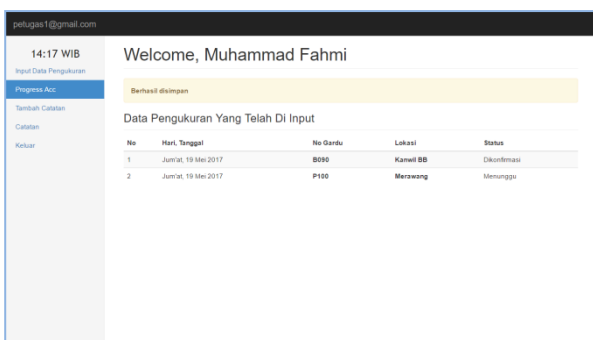 petugas1@gmail.com
14:17 WIB
Input Data Pengukuran
Progress Acc
Tambah Catatan
Catatan
Keluar
Welcome, Muhammad Fahmi
Berhasil disimpan
Data Pengukuran Yang Telah Di Input
No Hari, Tanggal No Gardu Lokasi Status
1 Jum'at, 19 Mei 2017 B090 Kanwil BB Dikonfirmasi
2 Jum'at, 19 Mei 2017 P100 Merawang Menunggu